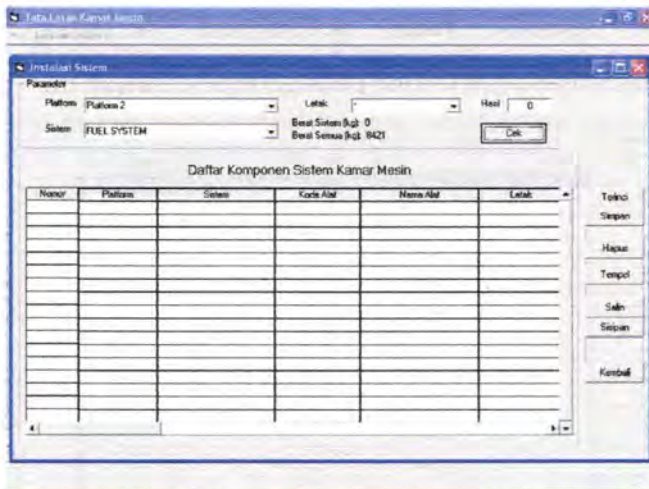 Tata Letak Kamar Mesin
Instalasi Sistem
Parameter
Platform Platform 2 Letak - Hasil 0
Sistem FUEL SYSTEM Berat Sistem (kg): 0
Berat Semua (kg): 8421
Cek
Daftar Komponen Sistem Kamar Mesin
Nomor Platform Sistem Kode Alat Nama Alat Letak
Terinci
Simpan
Hapus
Tempel
Salin
Sisipan
Kembali